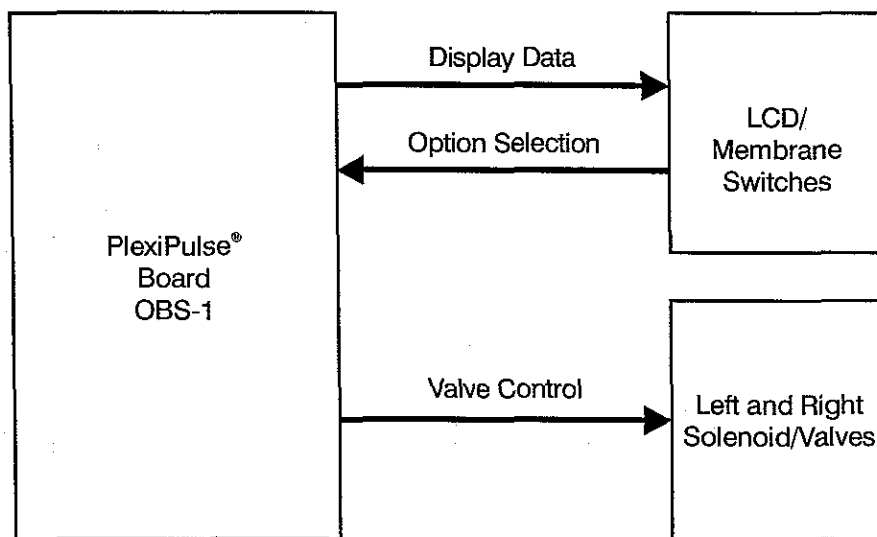 Display Data
Option Selection
LCD/
Membrane
Switches
PlexiPulse®
Board
OBS-1
Valve Control
Left and Right
Solenoid/Valves